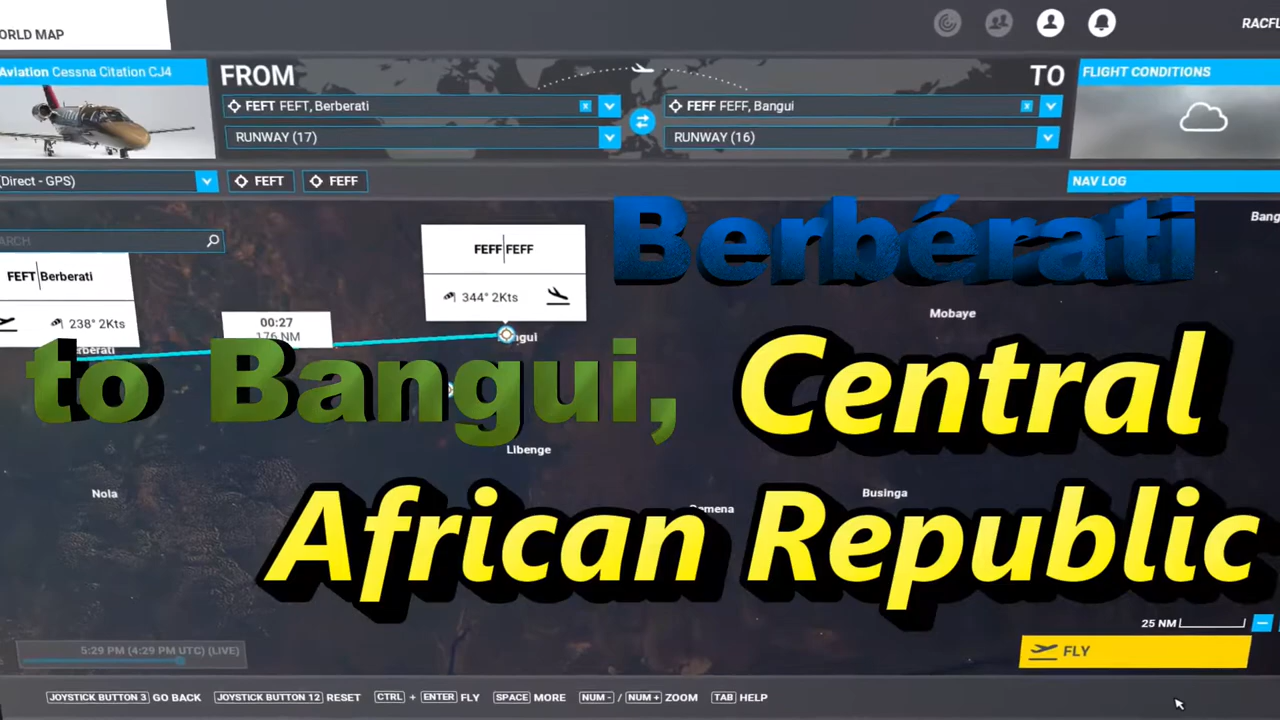 ORLD MAP
RACFL
Aviation Cessna Citation CJ4
FROM
TO
FLIGHT CONDITIONS
FEFT FEFT, Berberati
FEFF FEFF, Bangui
RUNWAY (17)
RUNWAY (16)
(Direct - GPS)
FEFT
FEFF
NAV LOG
Bang
ARCH
FEFF FEFF
FEFT Berberati
344° 2Kts
238° 2Kts
00:27
176 NM
Berbérati
Mobaye
to Bangui,
Central
Libenge
Nola
Businga
African Republic
25 NM
5:29 PM (4:29 PM UTC) (LIVE)
FLY
JOYSTICK BUTTON 3 GO BACK JOYSTICK BUTTON 12 RESET CTRL + ENTER FLY SPACE MORE NUM - / NUM + ZOOM TAB HELP